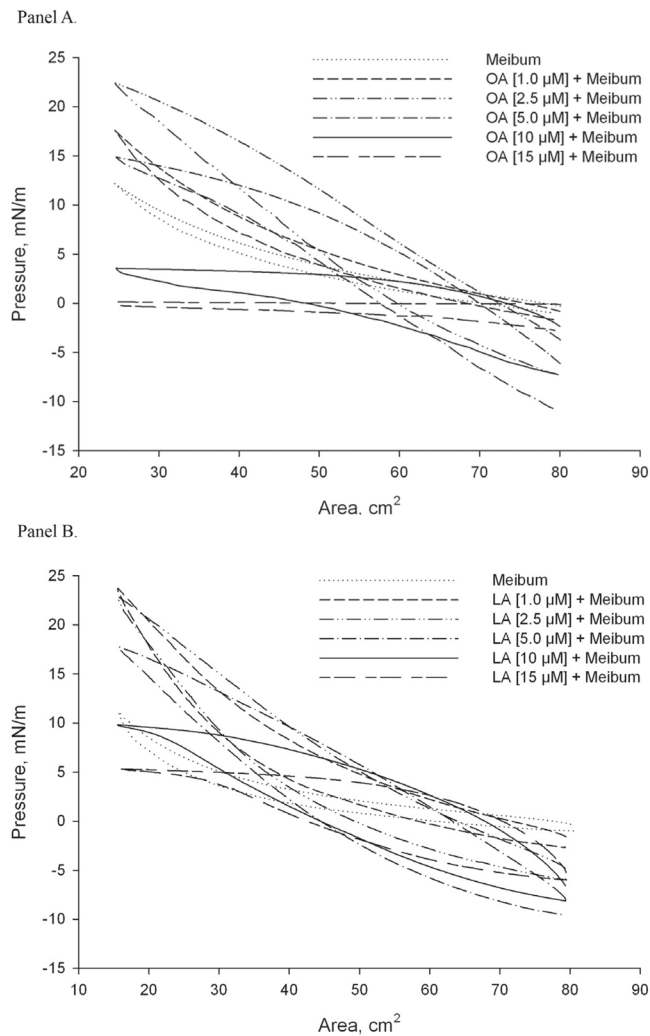 Panel A.
25
20
15
10
5
0
-5
-10
-15
Pressure, mN/m
20 30 40 50 60 70 80 90
Area. cm²
Meibum
OA [1.0 µM] + Meibum
OA [2.5 µM] + Meibum
OA [5.0 µM] + Meibum
OA [10 µM] + Meibum
OA [15 µM] + Meibum
Panel B.
25
20
15
10
5
0
-5
-10
-15
Pressure, mN/m
10 20 30 40 50 60 70 80 90
Area, cm²
Meibum
LA [1.0 µM] + Meibum
LA [2.5 µM] + Meibum
LA [5.0 µM] + Meibum
LA [10 µM] + Meibum
LA [15 µM] + Meibum